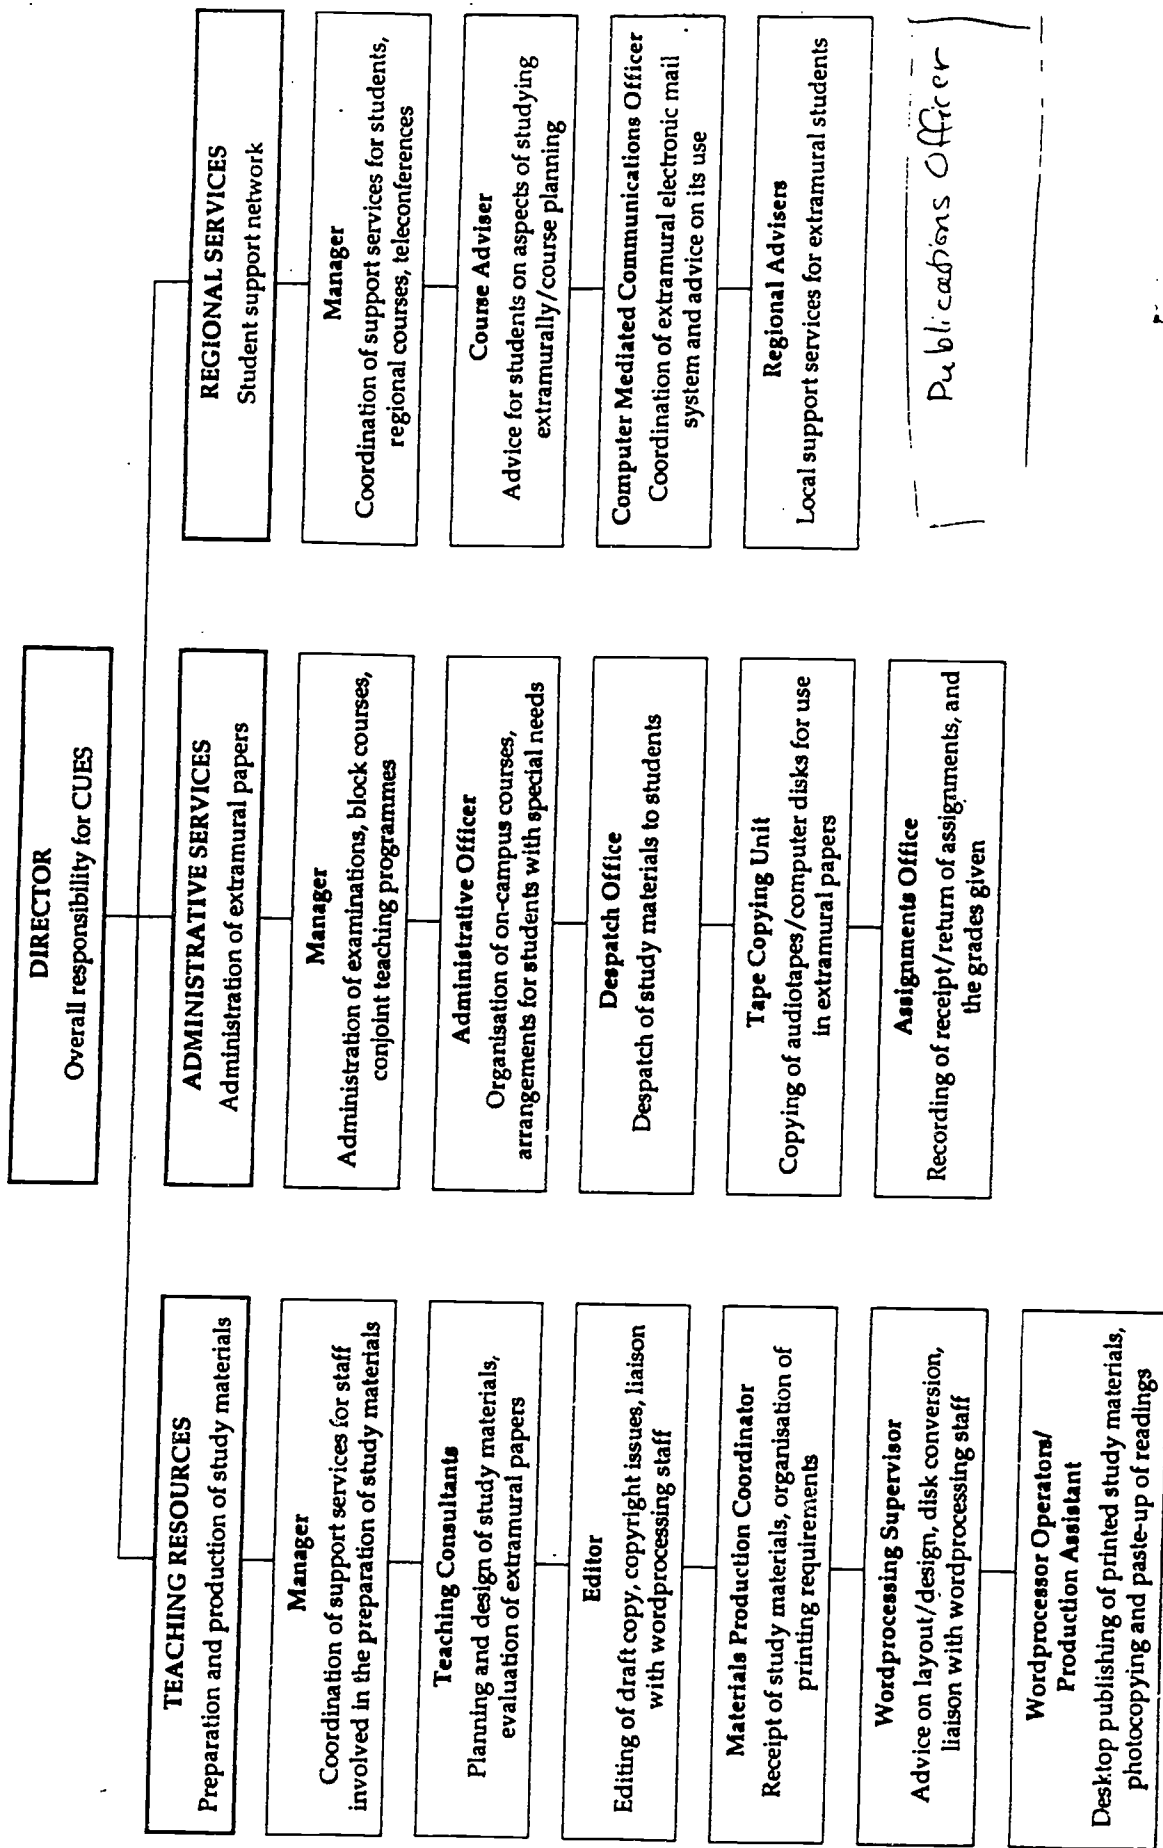 DIRECTOR
Overall responsibility for CUES
TEACHING RESOURCES
Preparation and production of study materials
Manager
Coordination of support services for staff
involved in the preparation of study materials
Teaching Consultants
Planning and design of study materials,
evaluation of extramural papers
Editor
Editing of draft copy, copyright issues, liaison
with wordprocessing staff
Materials Production Coordinator
Receipt of study materials, organisation of
printing requirements
Wordprocessing Supervisor
Advice on layout/design, disk conversion,
liaison with wordprocessing staff
Wordprocessor Operators/
Production Assistant
Desktop publishing of printed study materials,
photocopying and paste-up of readings
ADMINISTRATIVE SERVICES
Administration of extramural papers
Manager
Administration of examinations, block courses,
conjoint teaching programmes
Administrative Officer
Organisation of on-campus courses,
arrangements for students with special needs
Despatch Office
Despatch of study materials to students
Tape Copying Unit
Copying of audiotapes/computer disks for use
in extramural papers
Assignments Office
Recording of receipt/return of assignments, and
the grades given
REGIONAL SERVICES
Student support network
Manager
Coordination of support services for students,
regional courses, teleconferences
Course Adviser
Advice for students on aspects of studying
extramurally/course planning
Computer Mediated Communications Officer
Coordination of extramural electronic mail
system and advice on its use
Regional Advisers
Local support services for extramural students
Publications Officer